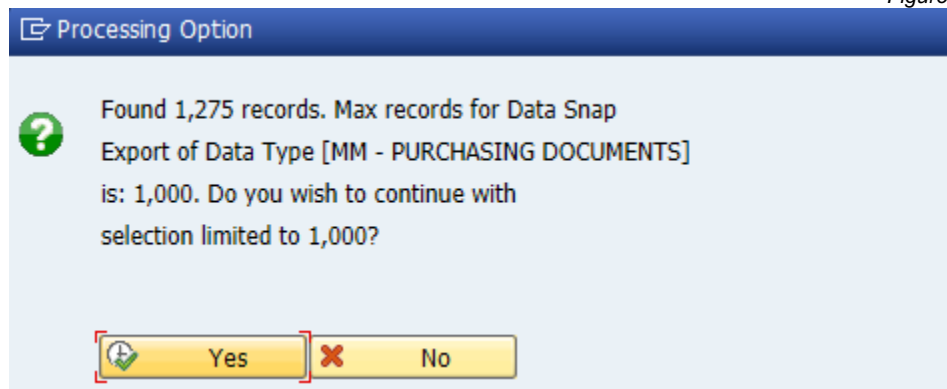 Figure
Processing Option
Found 1,275 records. Max records for Data Snap
Export of Data Type [MM - PURCHASING DOCUMENTS]
is: 1,000. Do you wish to continue with
selection limited to 1,000?
Yes No